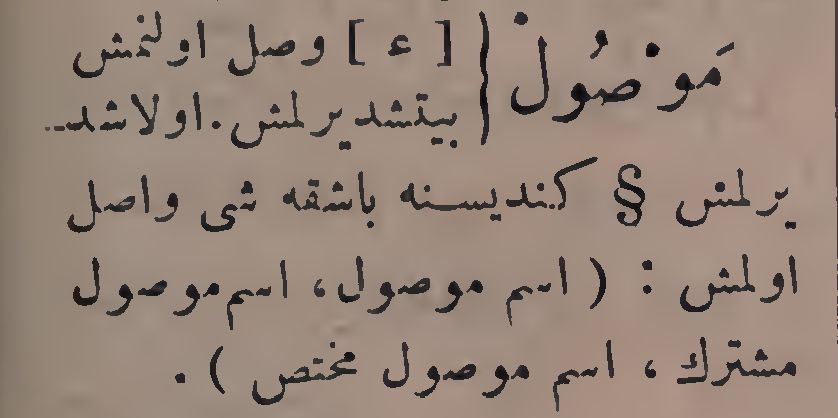 مَوْصُولْ [ ء ] وصل اولنمش
بیتشدیرلمش . اولاشد-
یرلمش § کندیسنه باشقه شی واصل
اولمش : ( اسم موصول ، اسم موصول
مشترك ، اسم موصول مختص ) .